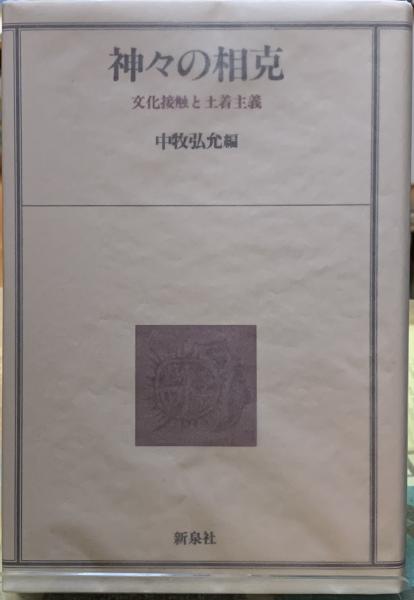 神々の相克
文化接触と土着主義
中牧弘允編
新泉社